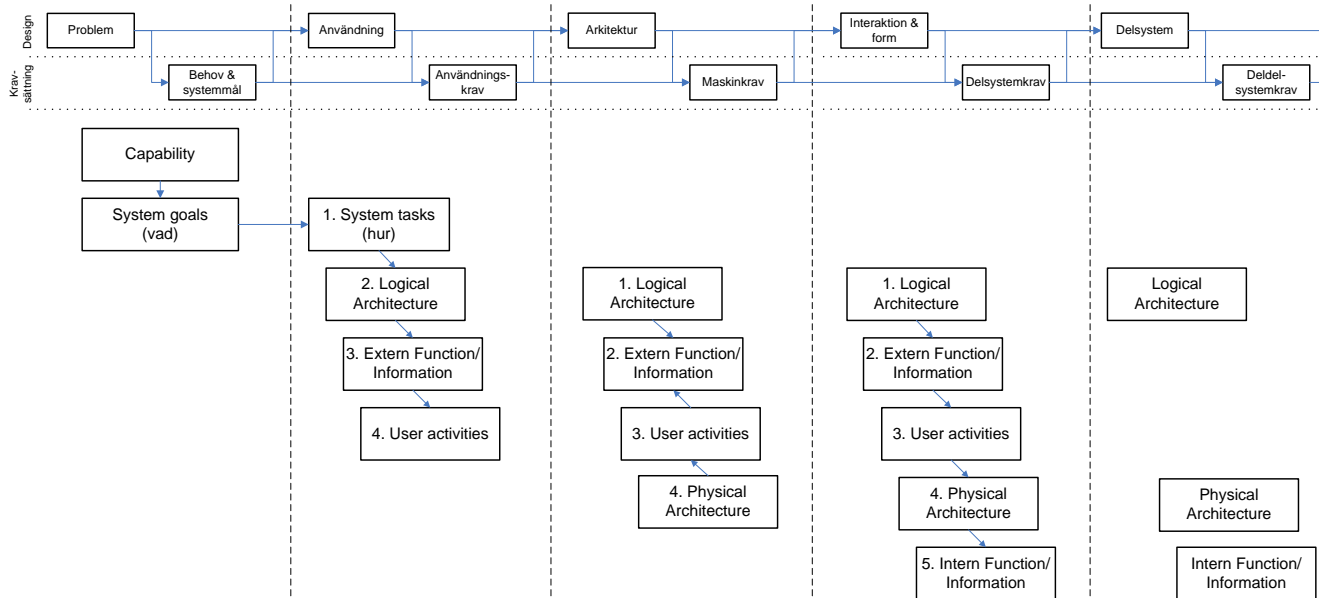 Design
Problem
Användning
Arkitektur
Interaktion &
form
Delsystem
Krav-
sättning
Behov &
systemmål
Användnings-
krav
Maskinkrav
Delsystemkrav
Deldel-
systemkrav
Capability
System goals
(vad)
1. System tasks
(hur)
2. Logical
Architecture
3. Extern Function/
Information
4. User activities
1. Logical
Architecture
2. Extern Function/
Information
3. User activities
4. Physical
Architecture
1. Logical
Architecture
2. Extern Function/
Information
3. User activities
4. Physical
Architecture
5. Intern Function/
Information
Logical
Architecture
Physical
Architecture
Intern Function/
Information